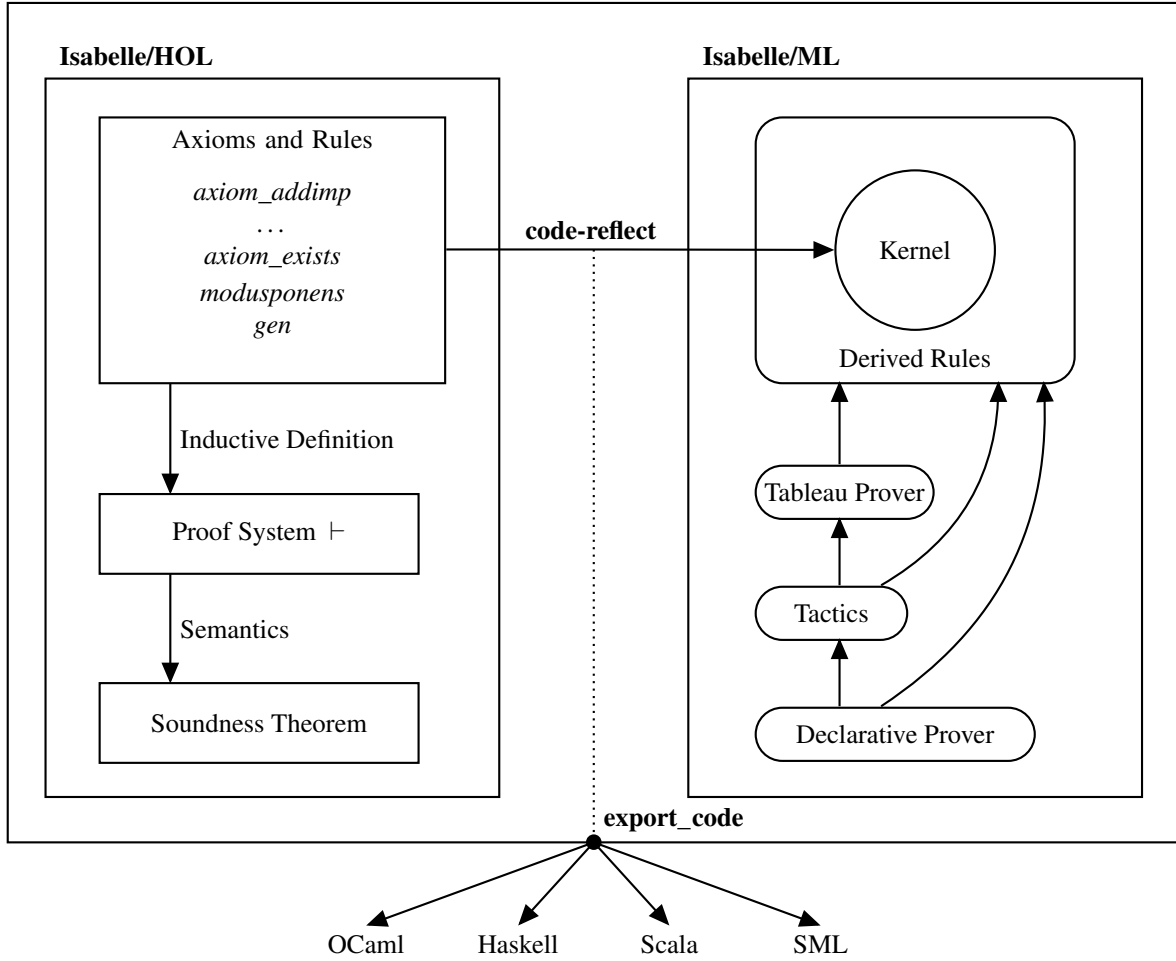 Isabelle/HOL
Axioms and Rules
axiom_addimp
...
axiom_exists
modusponens
gen
Inductive Definition
Proof System ⊢
Semantics
Soundness Theorem
code-reflect
Isabelle/ML
Kernel
Derived Rules
Tableau Prover
Tactics
Declarative Prover
export_code
OCaml
Haskell
Scala
SML